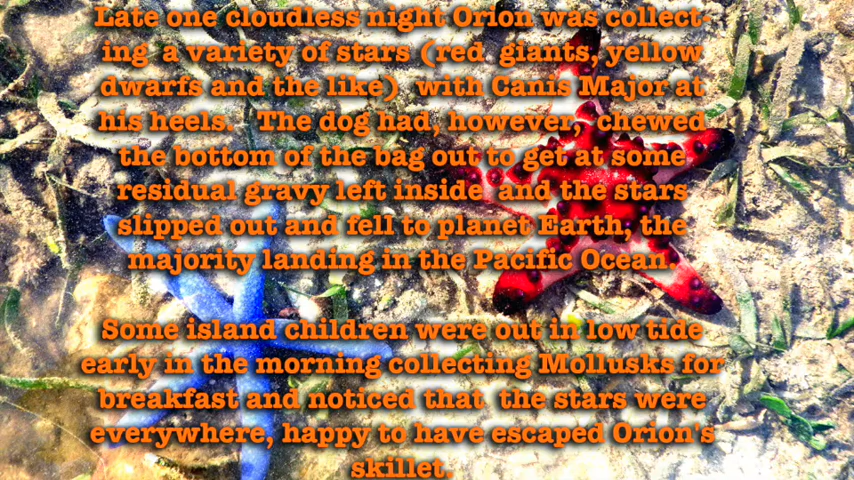 Late one cloudless night Orion was collect-
ing a variety of stars (red giants, yellow
dwarfs and the like) with Canis Major at
his heels. The dog had, however, chewed
the bottom of the bag out to get at some
residual gravy left inside and the stars
slipped out and fell to planet Earth, the
majority landing in the Pacific Ocean.
Some island children were out in low tide
early in the morning collecting Mollusks for
breakfast and noticed that the stars were
everywhere, happy to have escaped Orion's
skillet.